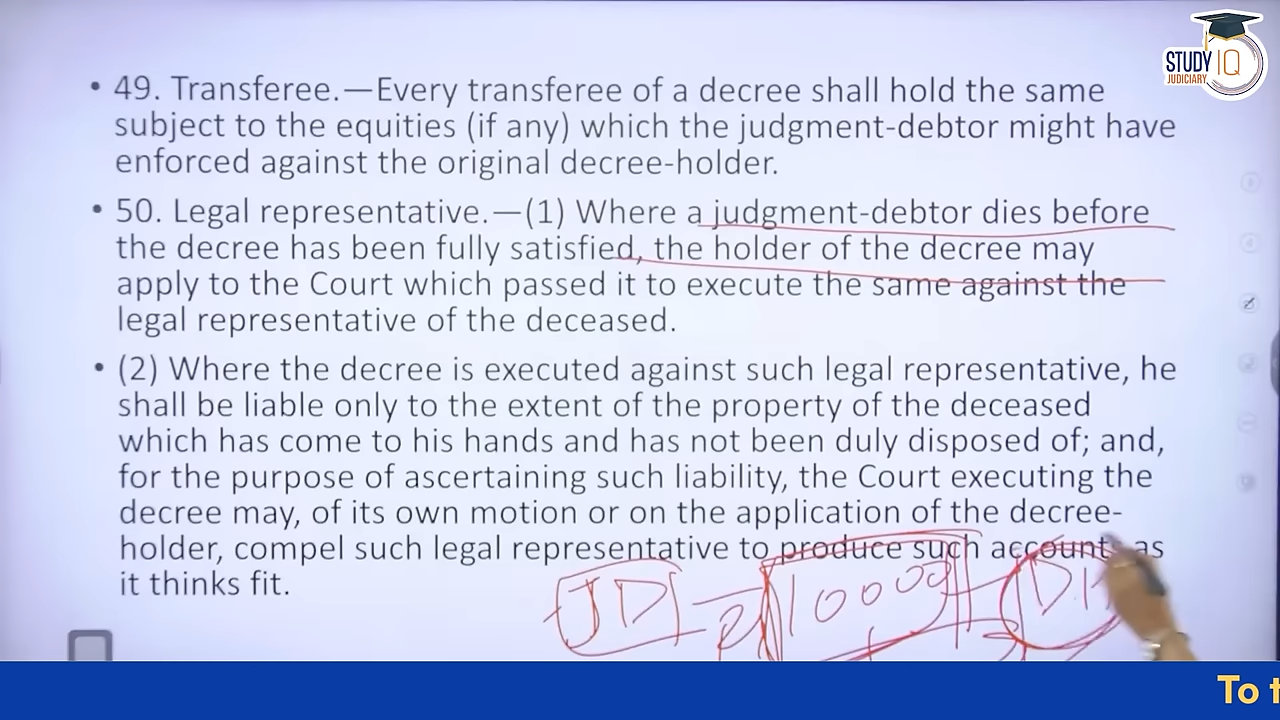 STUDY IQ
JUDICIARY
• 49. Transferee.—Every transferee of a decree shall hold the same
subject to the equities (if any) which the judgment-debtor might have
enforced against the original decree-holder.
• 50. Legal representative.—(1) Where a judgment-debtor dies before
the decree has been fully satisfied, the holder of the decree may
apply to the Court which passed it to execute the same against the
legal representative of the deceased.
• (2) Where the decree is executed against such legal representative, he
shall be liable only to the extent of the property of the deceased
which has come to his hands and has not been duly disposed of; and,
for the purpose of ascertaining such liability, the Court executing the
decree may, of its own motion or on the application of the decree-
holder, compel such legal representative to produce such accounts as
it thinks fit.
JD 10000
To t